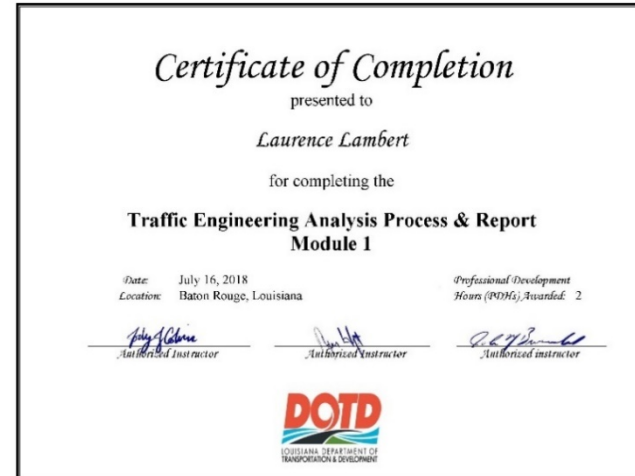 Certificate of Completion
presented to
Laurence Lambert
for completing the
Traffic Engineering Analysis Process & Report
Module 1
Date: July 16, 2018
Location: Baton Rouge, Louisiana
Professional Development
Hours (PDHs) Awarded: 2
Authorized Instructor
Authorized Instructor
Authorized instructor
DOTD
LOUISIANA DEPARTMENT OF
TRANSPORTATION & DEVELOPMENT